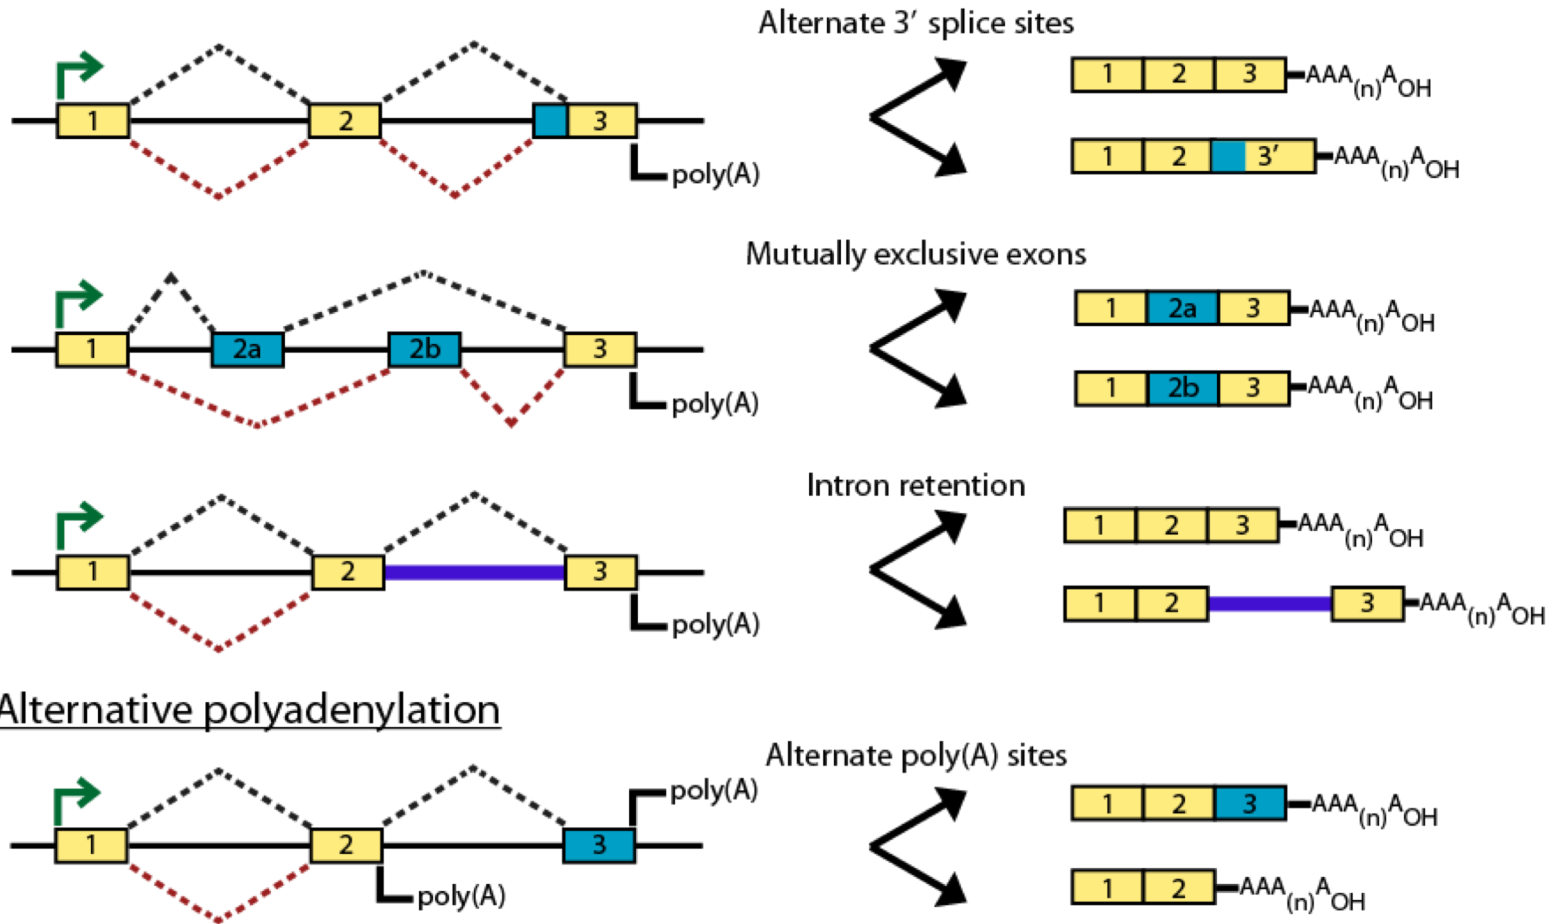 Alternate 3′ splice sites
1 2 3 poly(A)
1 2 3 AAA(n)AOH
1 2 3′ AAA(n)AOH
Mutually exclusive exons
1 2a 2b 3 poly(A)
1 2a 3 AAA(n)AOH
1 2b 3 AAA(n)AOH
Intron retention
1 2 3 poly(A)
1 2 3 AAA(n)AOH
1 2 3 AAA(n)AOH
Alternative polyadenylation
Alternate poly(A) sites
poly(A)
1 2 3
poly(A)
1 2 3 AAA(n)AOH
1 2 AAA(n)AOH